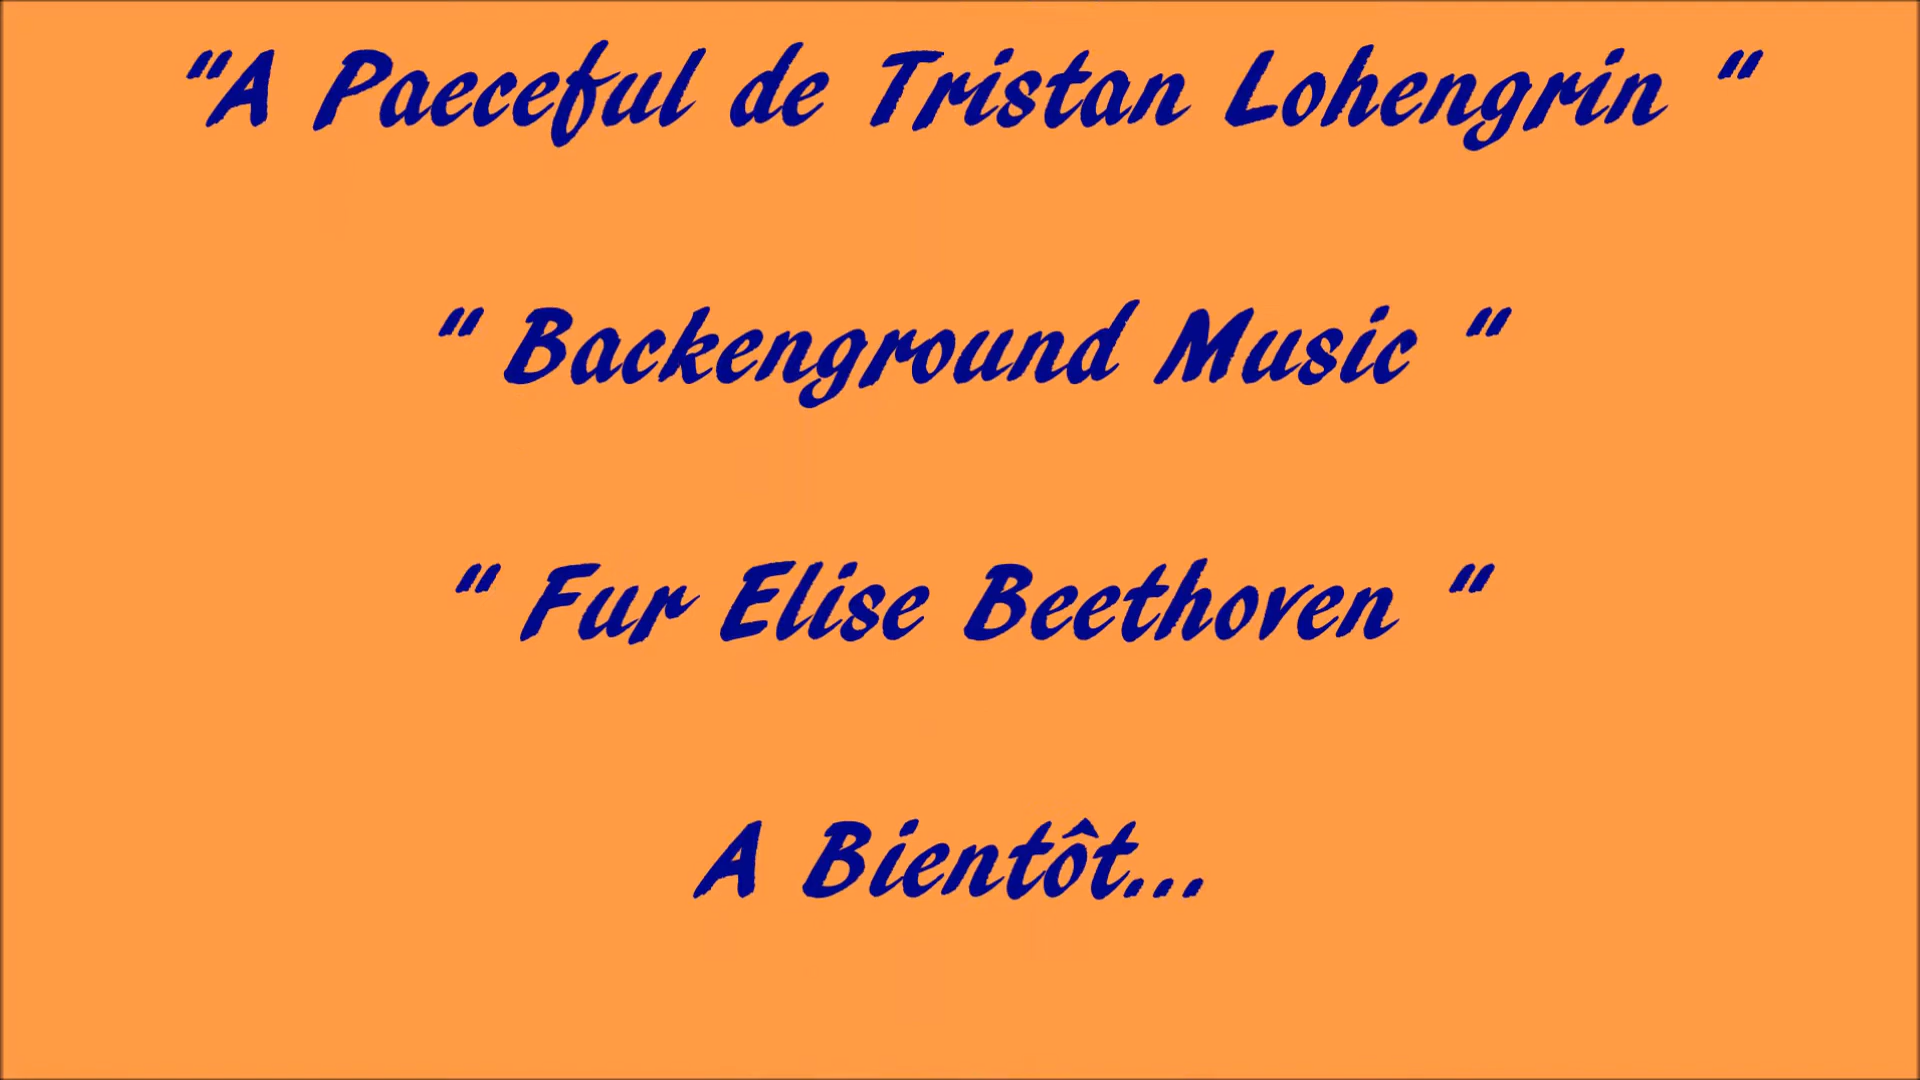 "A Paeceful de Tristan Lohengrin "
" Backenground Music "
" Fur Elise Beethoven "
A Bientôt...